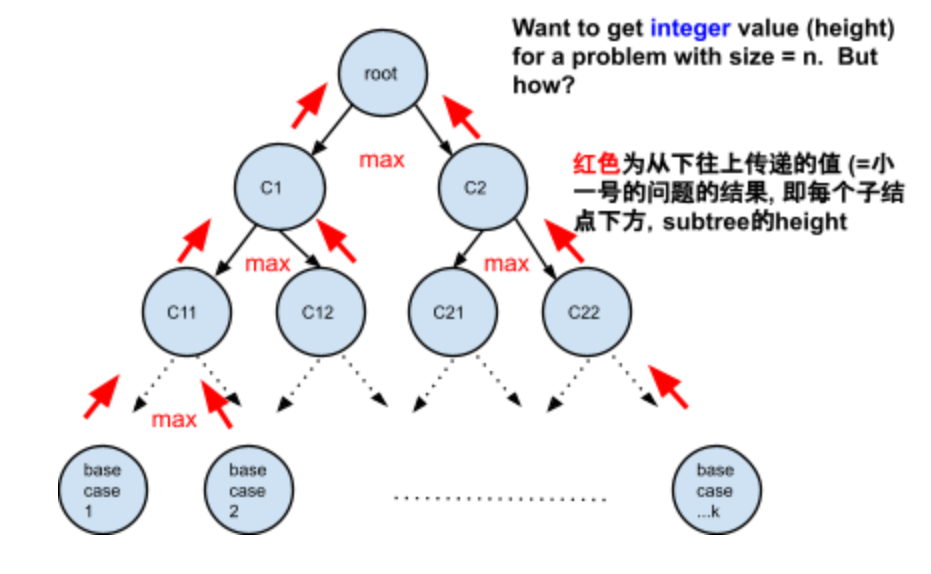 Want to get integer value (height)
for a problem with size = n.  But
how?
root
max
红色为从下往上传递的值 (=小
一号的问题的结果, 即每个子结
点下方, subtree的height
C1
C2
max
max
C11
C12
C21
C22
max
base
case
1
base
case
2
base
case
...k